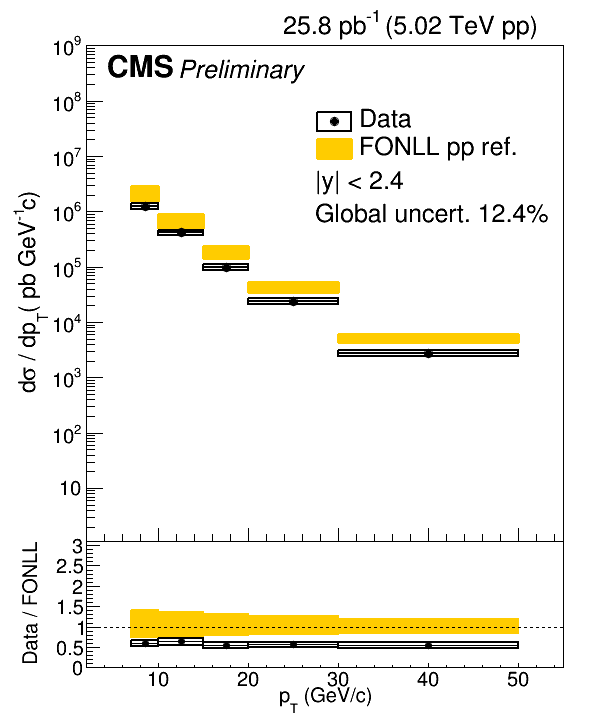 25.8 pb⁻¹ (5.02 TeV pp)
CMS Preliminary
Data
FONLL pp ref.
|y| < 2.4
Global uncert. 12.4%
dσ / dp_T( pb GeV⁻¹c)
10⁹
10⁸
10⁷
10⁶
10⁵
10⁴
10³
10²
10
Data / FONLL
3
2.5
2
1.5
1
0.5
0
10 20 30 40 50
p_T (GeV/c)